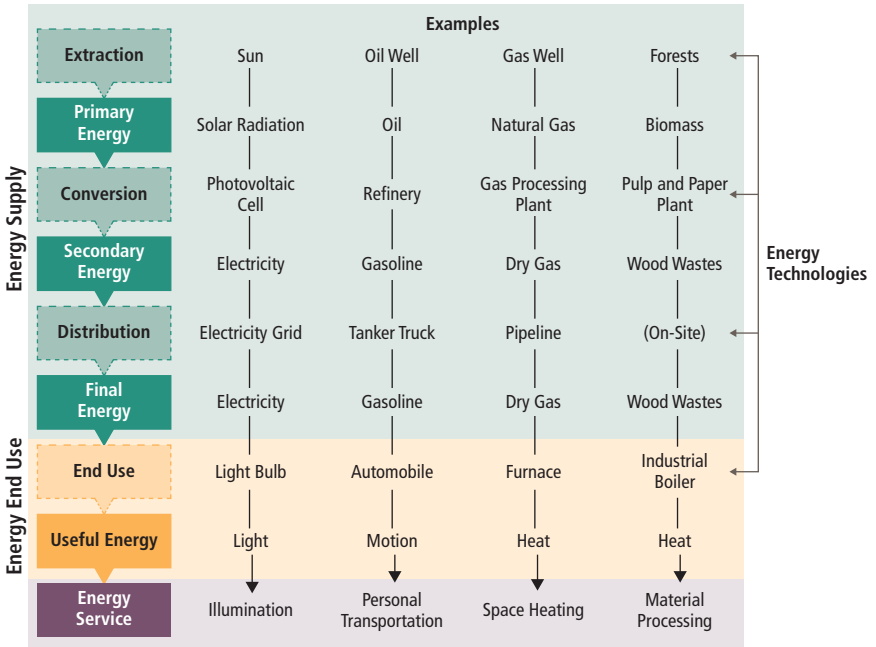 Examples
Extraction
Sun
Oil Well
Gas Well
Forests
Primary
Energy
Solar Radiation
Oil
Natural Gas
Biomass
Conversion
Photovoltaic
Cell
Refinery
Gas Processing
Plant
Pulp and Paper
Plant
Secondary
Energy
Electricity
Gasoline
Dry Gas
Wood Wastes
Distribution
Electricity Grid
Tanker Truck
Pipeline
(On-Site)
Final
Energy
Electricity
Gasoline
Dry Gas
Wood Wastes
End Use
Light Bulb
Automobile
Furnace
Industrial
Boiler
Useful Energy
Light
Motion
Heat
Heat
Energy
Service
Illumination
Personal
Transportation
Space Heating
Material
Processing
Energy Supply
Energy End Use
Energy
Technologies